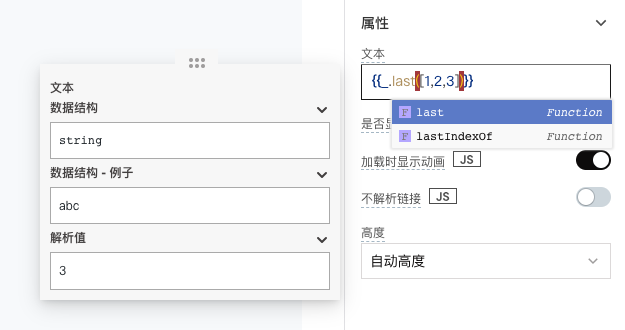 文本
数据结构
string
数据结构 - 例子
abc
解析值
3
属性
文本
{{_.last([1,2,3])}}
F last Function
F lastIndexOf Function
是否显
加载时显示动画 JS
不解析链接 JS
高度
自动高度